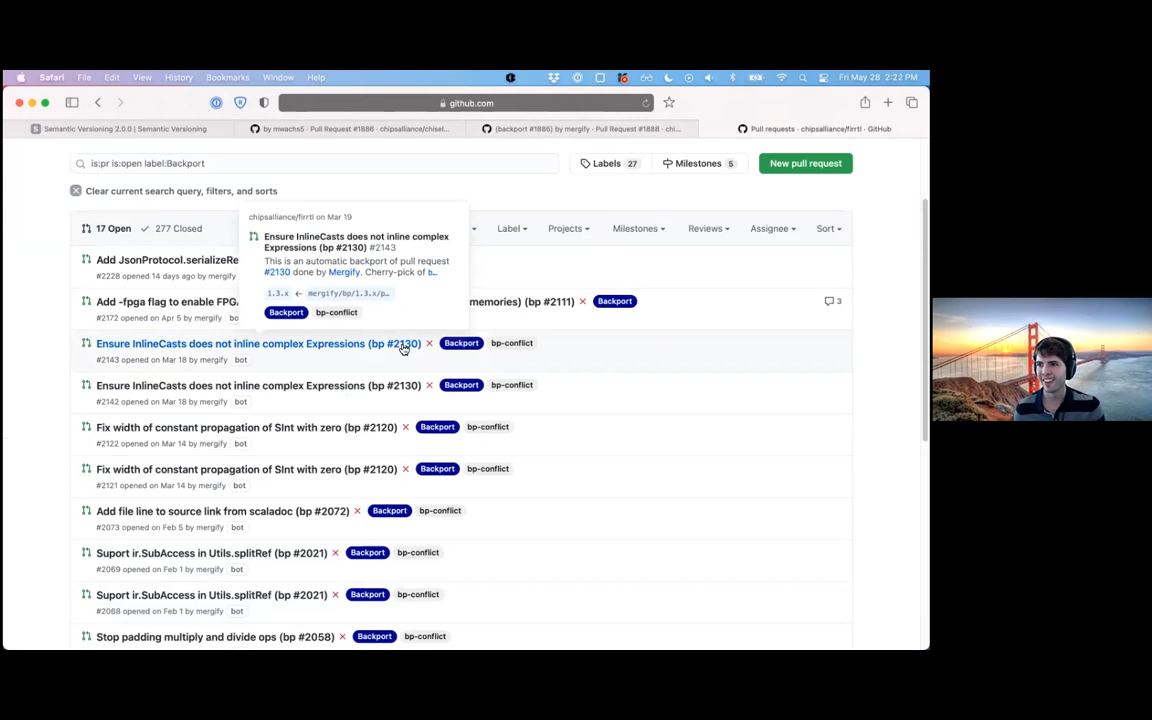 Safari File Edit View History Bookmarks Window Help Fri May 28 2:22 PM
github.com
Semantic Versioning 2.0.0 | Semantic Versioning
by mwachs5 · Pull Request #1886 · chipsalliance/chisel...
(backport #1886) by mergify · Pull Request #1888 · chi...
Pull requests · chipsalliance/firrtl · GitHub
is:pr is:open label:Backport
Labels 27
Milestones 5
New pull request
Clear current search query, filters, and sorts
17 Open 277 Closed
Label
Projects
Milestones
Reviews
Assignee
Sort
chipsalliance/firrtl on Mar 19
Ensure InlineCasts does not inline complex
Expressions (bp #2130) #2143
This is an automatic backport of pull request
#2130 done by Mergify. Cherry-pick of b...
1.3.x ← mergify/bp/1.3.x/p...
Backport bp-conflict
Add JsonProtocol.serializeRe
#2228 opened 14 days ago by mergify
Add -fpga flag to enable FPG
memories) (bp #2111) Backport 3
#2172 opened on Apr 5 by mergify
Ensure InlineCasts does not inline complex Expressions (bp #2130) Backport bp-conflict
#2143 opened on Mar 18 by mergify bot
Ensure InlineCasts does not inline complex Expressions (bp #2130) Backport bp-conflict
#2142 opened on Mar 18 by mergify bot
Fix width of constant propagation of SInt with zero (bp #2120) Backport bp-conflict
#2122 opened on Mar 14 by mergify bot
Fix width of constant propagation of SInt with zero (bp #2120) Backport bp-conflict
#2121 opened on Mar 14 by mergify bot
Add file line to source link from scaladoc (bp #2072) Backport bp-conflict
#2073 opened on Feb 5 by mergify bot
Suport ir.SubAccess in Utils.splitRef (bp #2021) Backport bp-conflict
#2069 opened on Feb 1 by mergify bot
Suport ir.SubAccess in Utils.splitRef (bp #2021) Backport bp-conflict
#2068 opened on Feb 1 by mergify bot
Stop padding multiply and divide ops (bp #2058) Backport bp-conflict